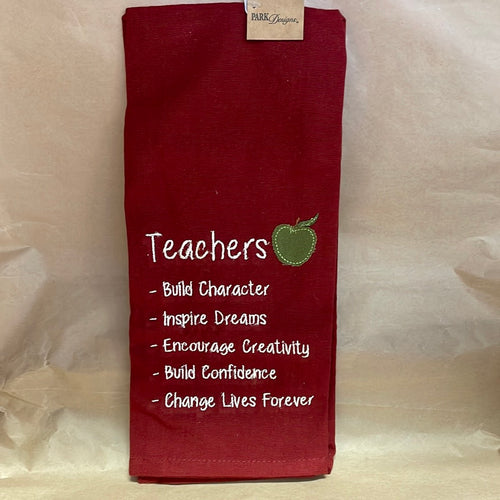 PARK Designs
Teachers
- Build Character
- Inspire Dreams
- Encourage Creativity
- Build Confidence
- Change Lives Forever